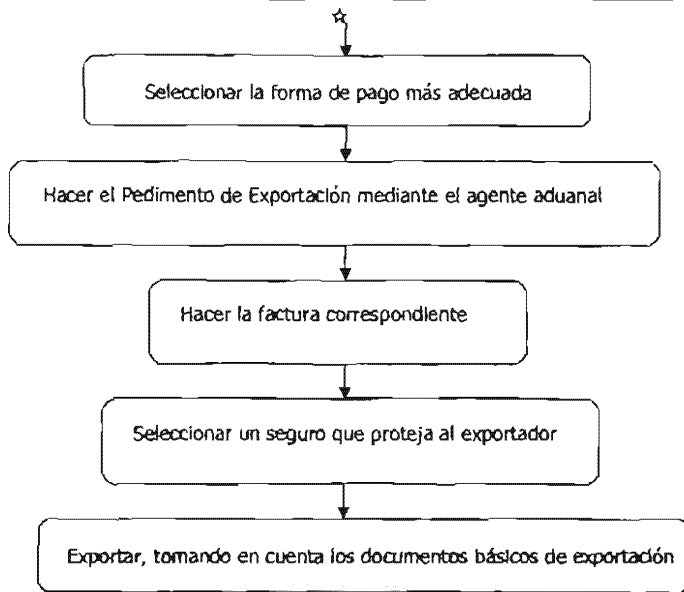 Seleccionar la forma de pago más adecuada
Hacer el Pedimento de Exportación mediante el agente aduanal
Hacer la factura correspondiente
Seleccionar un seguro que proteja al exportador
Exportar, tomando en cuenta los documentos básicos de exportación